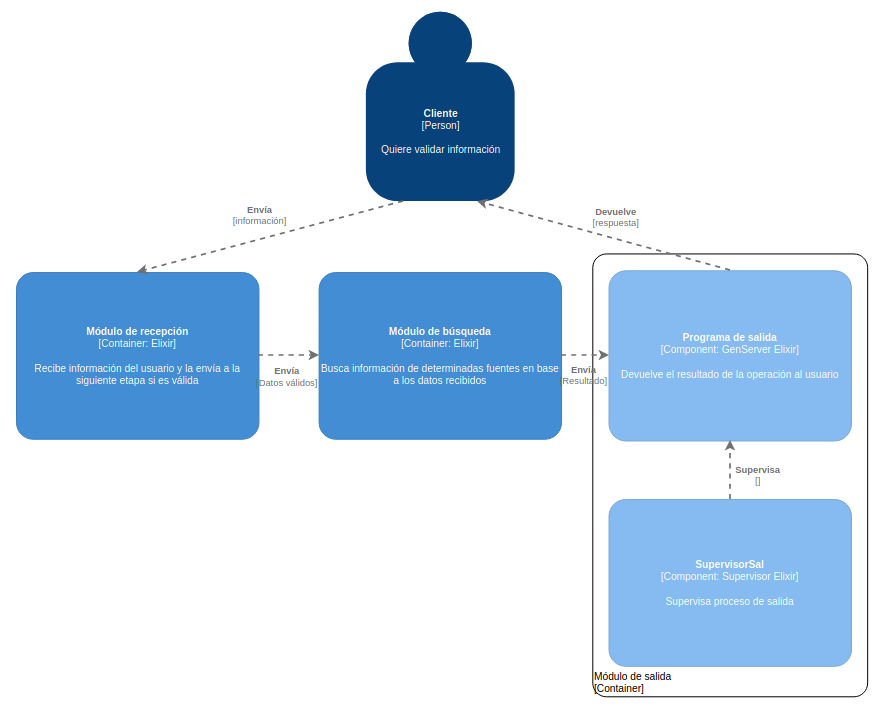 Cliente
[Person]
Quiere validar información
Envía
[información]
Devuelve
[respuesta]
Módulo de recepción
[Container: Elixir]
Recibe información del usuario y la envía a la
siguiente etapa si es válida
Envía
[Datos válidos]
Módulo de búsqueda
[Container: Elixir]
Busca información de determinadas fuentes en base
a los datos recibidos
Envía
[Resultado]
Programa de salida
[Component: GenServer Elixir]
Devuelve el resultado de la operación al usuario
Supervisa
[]
SupervisorSal
[Component: Supervisor Elixir]
Supervisa proceso de salida
Módulo de salida
[Container]